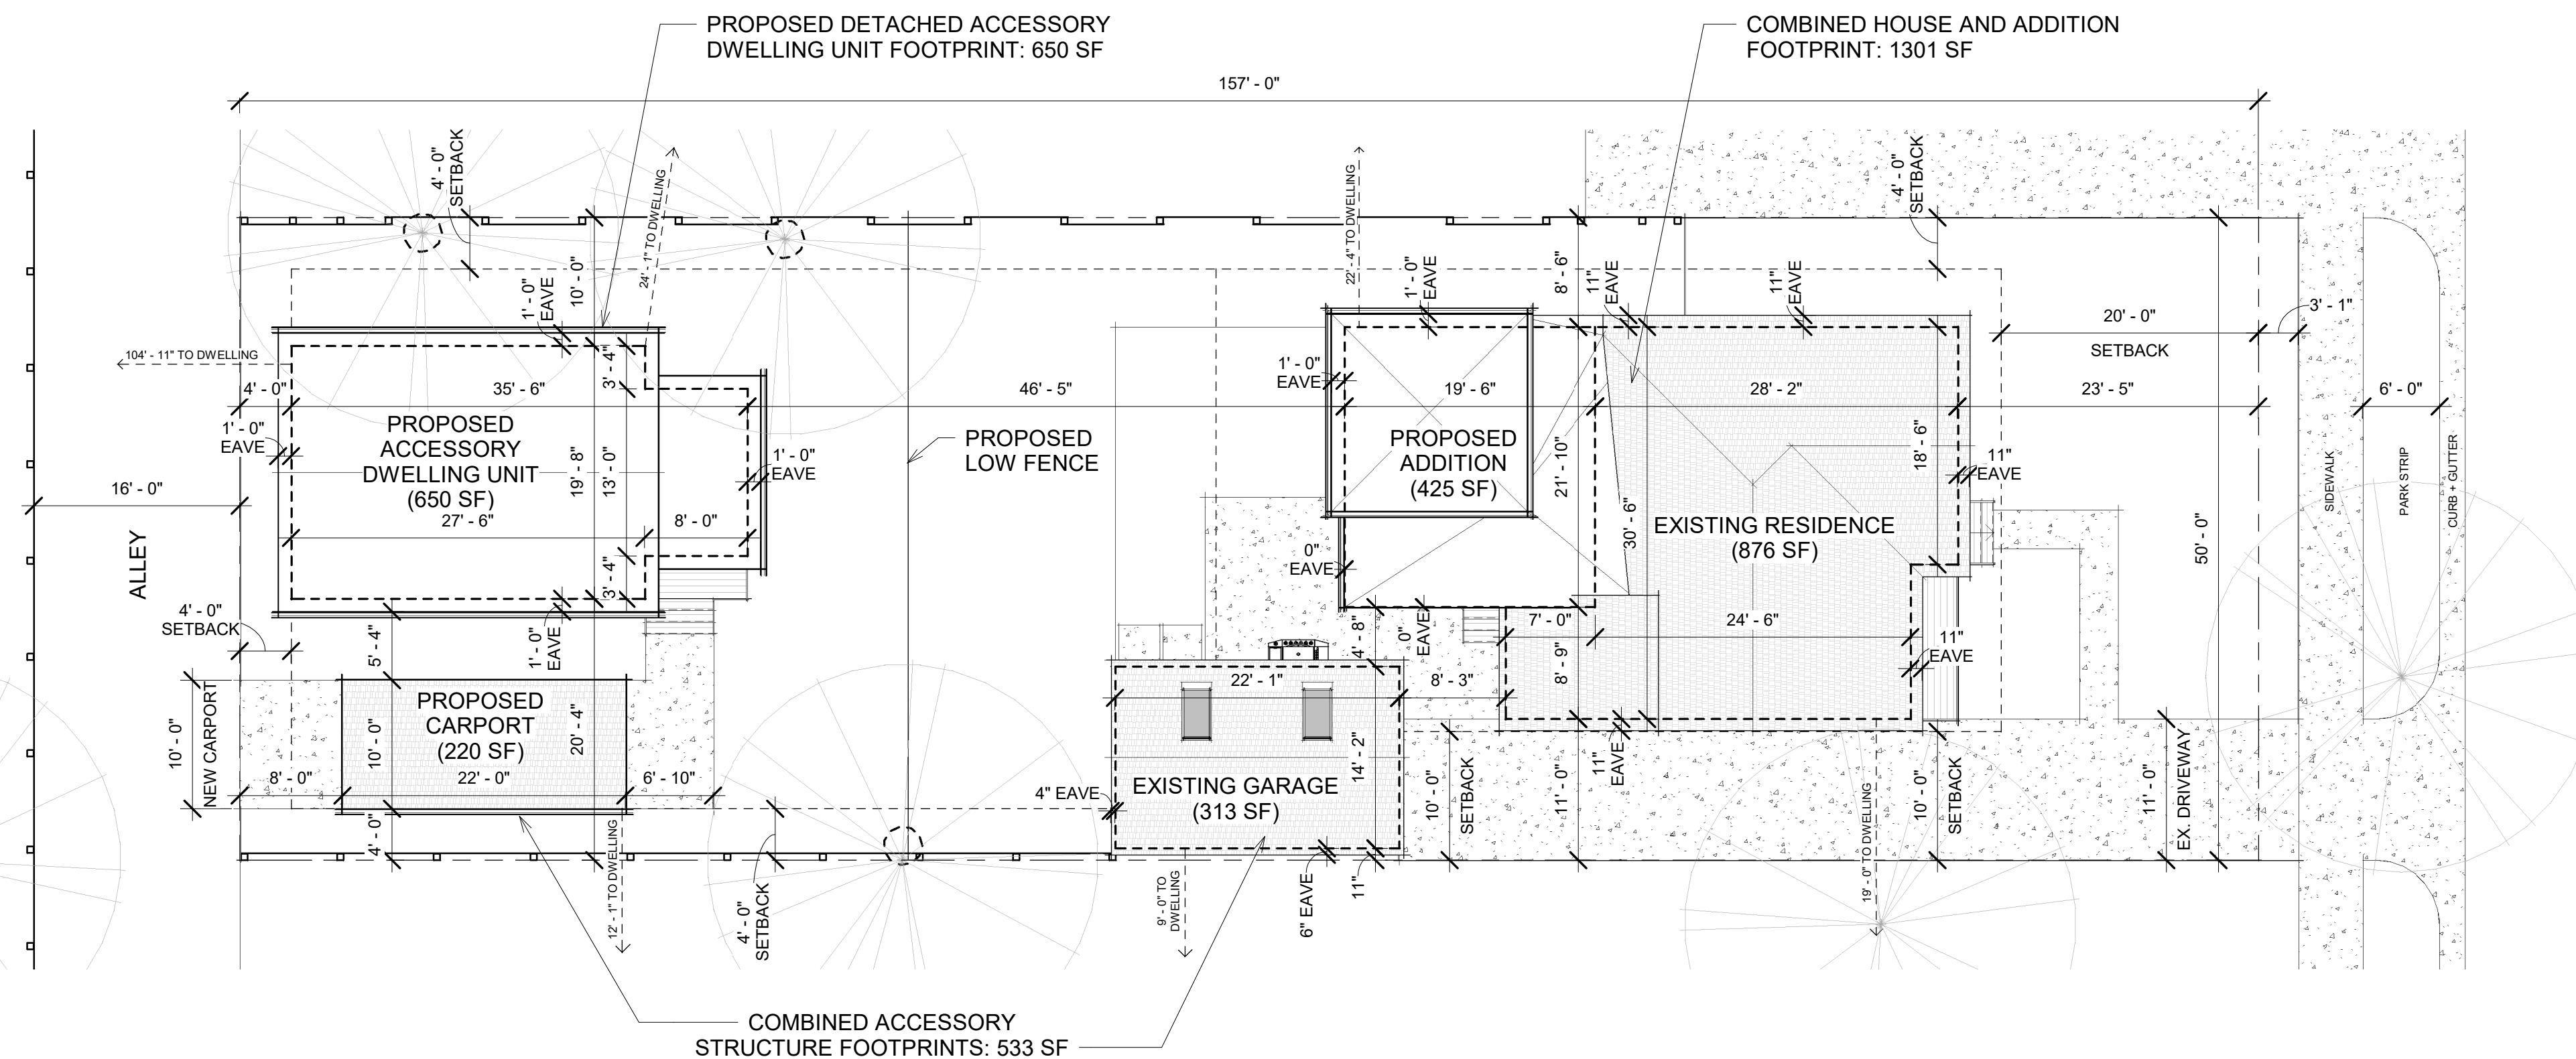 PROPOSED DETACHED ACCESSORY
DWELLING UNIT FOOTPRINT: 650 SF
COMBINED HOUSE AND ADDITION
FOOTPRINT: 1301 SF
157' - 0"
4' - 0"
SETBACK
24' - 1" TO DWELLING
22' - 4" TO DWELLING
4' - 0"
SETBACK
1' - 0"
EAVE
10' - 0"
1' - 0"
EAVE
8' - 6"
11"
EAVE
11"
EAVE
20' - 0"
SETBACK
3' - 1"
104' - 11" TO DWELLING
4' - 0"
35' - 6"
3' - 4"
46' - 5"
1' - 0"
EAVE
19' - 6"
28' - 2"
23' - 5"
6' - 0"
1' - 0"
EAVE
PROPOSED
ACCESSORY
DWELLING UNIT
(650 SF)
19' - 8"
13' - 0"
1' - 0"
EAVE
PROPOSED
LOW FENCE
PROPOSED
ADDITION
(425 SF)
21' - 10"
18' - 6"
11"
EAVE
SIDEWALK
PARK STRIP
CURB + GUTTER
16' - 0"
27' - 6"
8' - 0"
30' - 6"
EXISTING RESIDENCE
(876 SF)
50' - 0"
ALLEY
0"
EAVE
4' - 0"
SETBACK
5' - 4"
1' - 0"
EAVE
3' - 4"
4' - 8"
0"
EAVE
7' - 0"
24' - 6"
11"
EAVE
8' - 9"
10' - 0"
NEW CARPORT
PROPOSED
CARPORT
(220 SF)
10' - 0"
20' - 4"
8' - 0"
22' - 0"
6' - 10"
4' - 0"
22' - 1"
8' - 3"
14' - 2"
4" EAVE
EXISTING GARAGE
(313 SF)
10' - 0"
SETBACK
11' - 0"
11"
EAVE
19' - 0" TO DWELLING
10' - 0"
SETBACK
11' - 0"
EX. DRIVEWAY
12' - 1" TO DWELLING
4' - 0"
SETBACK
9' - 0" TO
DWELLING
6" EAVE
11"
COMBINED ACCESSORY
STRUCTURE FOOTPRINTS: 533 SF